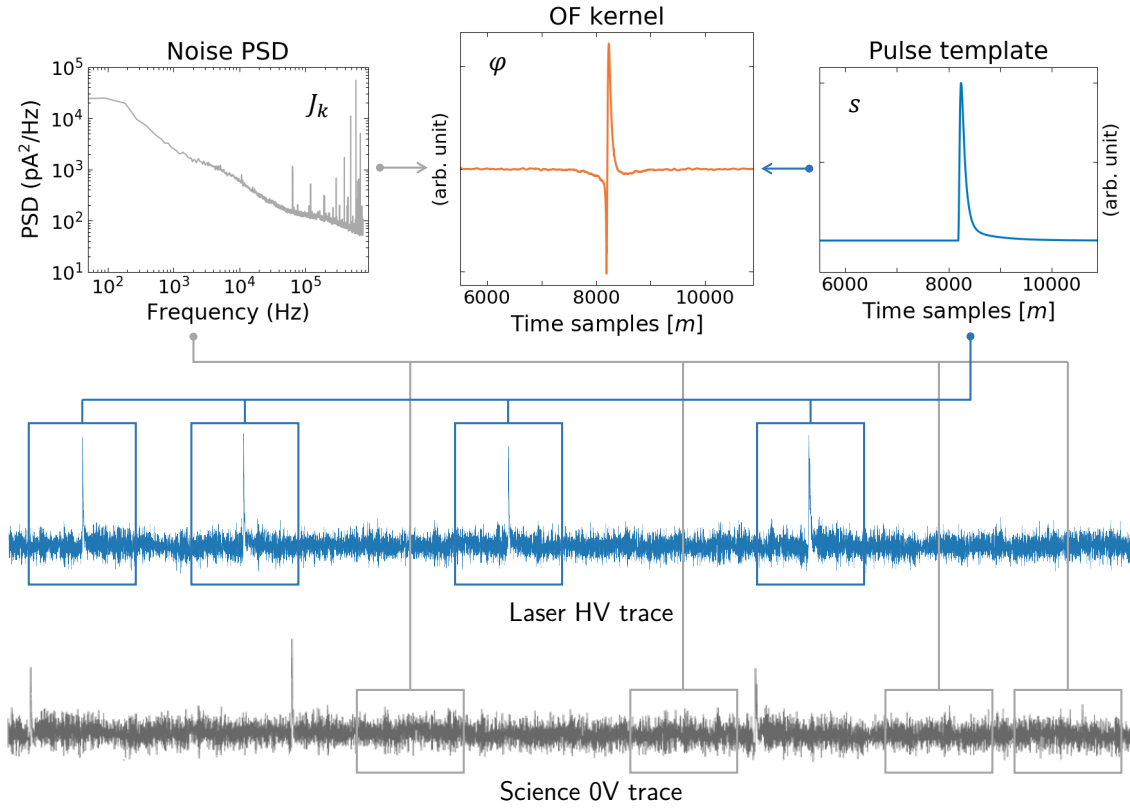 OF kernel
Noise PSD
Pulse template
10^5
10^4
10^3
10^2
10^1
PSD (pA^2/Hz)
J_k
10^2 10^3 10^4 10^5
Frequency (Hz)
(arb. unit)
φ
6000 8000 10000
Time samples [m]
s
(arb. unit)
6000 8000 10000
Time samples [m]
Laser HV trace
Science 0V trace